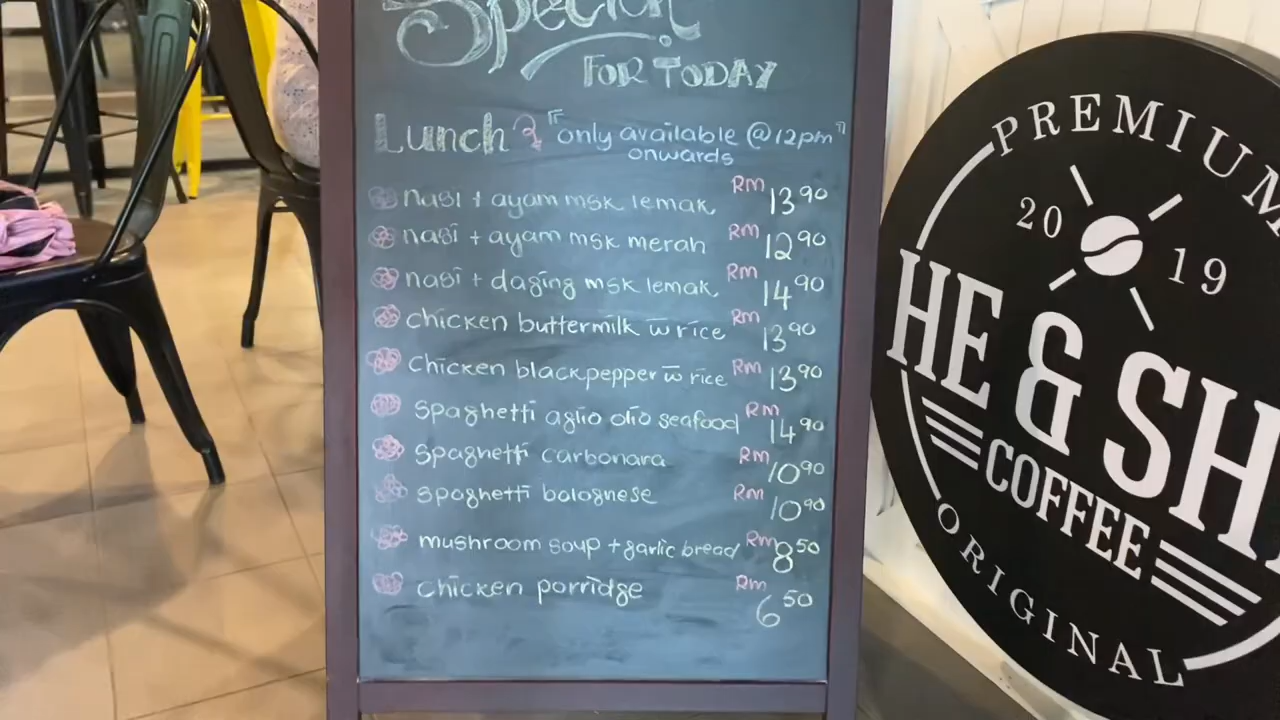 Special
FOR TODAY
Lunch "only available @ 12pm"
onwards
nasi + ayam msk lemak RM 13 90
nasi + ayam msk merah RM 12 90
nasi + daging msk lemak RM 14 90
chicken buttermilk w̄ rice RM 13 90
Chicken blackpepper w̄ rice RM 13 90
spaghetti aglio olio seafood RM 14 90
spaghetti carbonara RM 10 90
spaghetti bolognese RM 10 90
mushroom soup + garlic bread RM 8 50
chicken porridge RM 6 50
PREMIUM
20 19
HE & SH
COFFEE
ORIGINAL